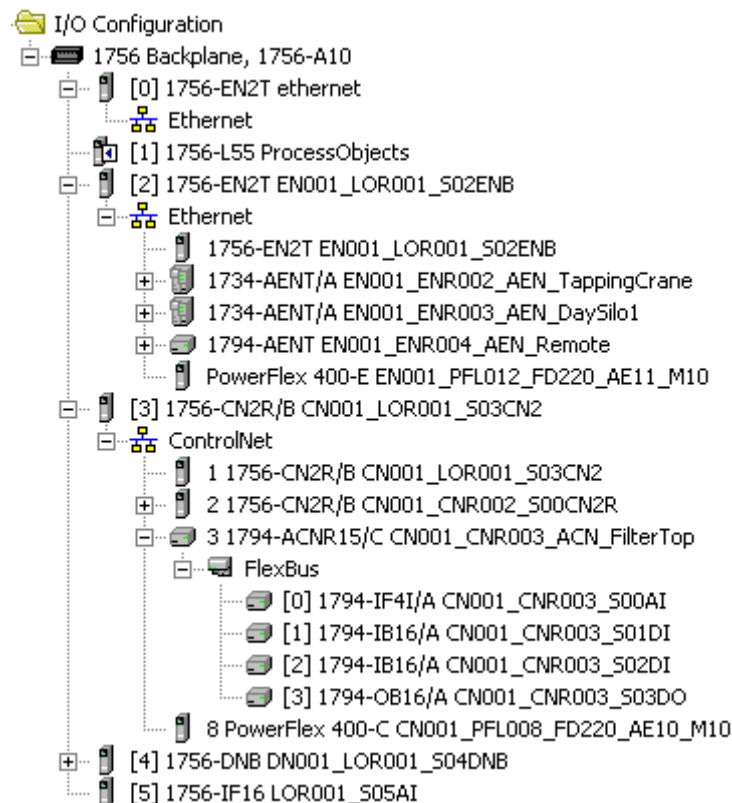 I/O Configuration
1756 Backplane, 1756-A10
[0] 1756-EN2T ethernet
Ethernet
[1] 1756-L55 ProcessObjects
[2] 1756-EN2T EN001_LOR001_S02ENB
Ethernet
1756-EN2T EN001_LOR001_S02ENB
1734-AENT/A EN001_ENR002_AEN_TappingCrane
1734-AENT/A EN001_ENR003_AEN_DaySilo1
1794-AENT EN001_ENR004_AEN_Remote
PowerFlex 400-E EN001_PFL012_FD220_AE11_M10
[3] 1756-CN2R/B CN001_LOR001_S03CN2
ControlNet
1 1756-CN2R/B CN001_LOR001_S03CN2
2 1756-CN2R/B CN001_CNR002_S00CN2R
3 1794-ACNR15/C CN001_CNR003_ACN_FilterTop
FlexBus
[0] 1794-IF4I/A CN001_CNR003_S00AI
[1] 1794-IB16/A CN001_CNR003_S01DI
[2] 1794-IB16/A CN001_CNR003_S02DI
[3] 1794-OB16/A CN001_CNR003_S03DO
8 PowerFlex 400-C CN001_PFL008_FD220_AE10_M10
[4] 1756-DNB DN001_LOR001_S04DNB
[5] 1756-IF16 LOR001_S05AI